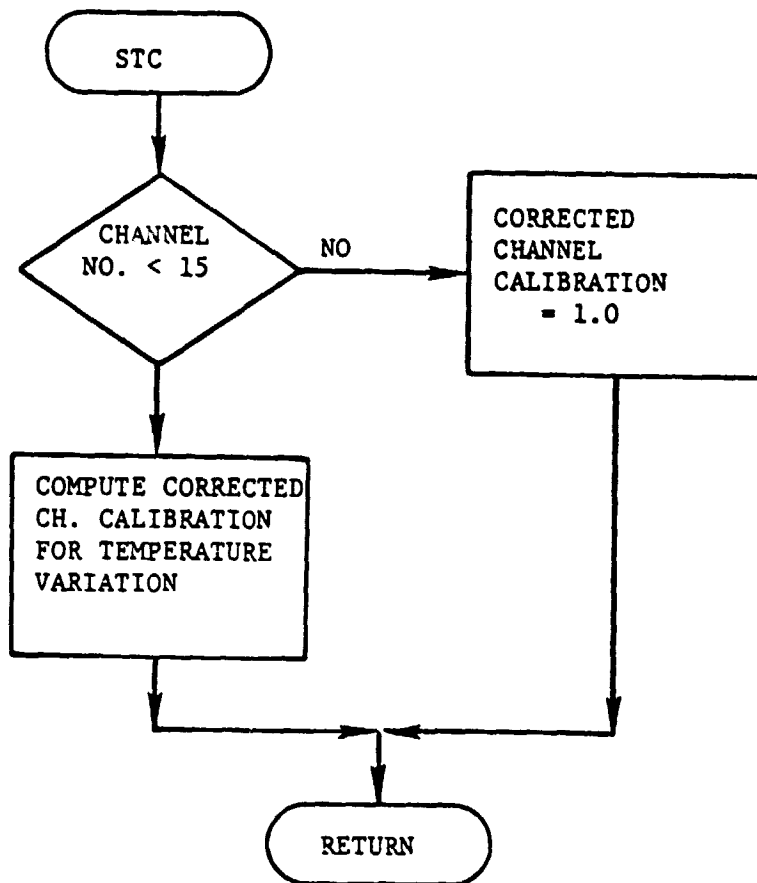 STC
CHANNEL
NO. < 15
NO
CORRECTED
CHANNEL
CALIBRATION
= 1.0
COMPUTE CORRECTED
CH. CALIBRATION
FOR TEMPERATURE
VARIATION
RETURN